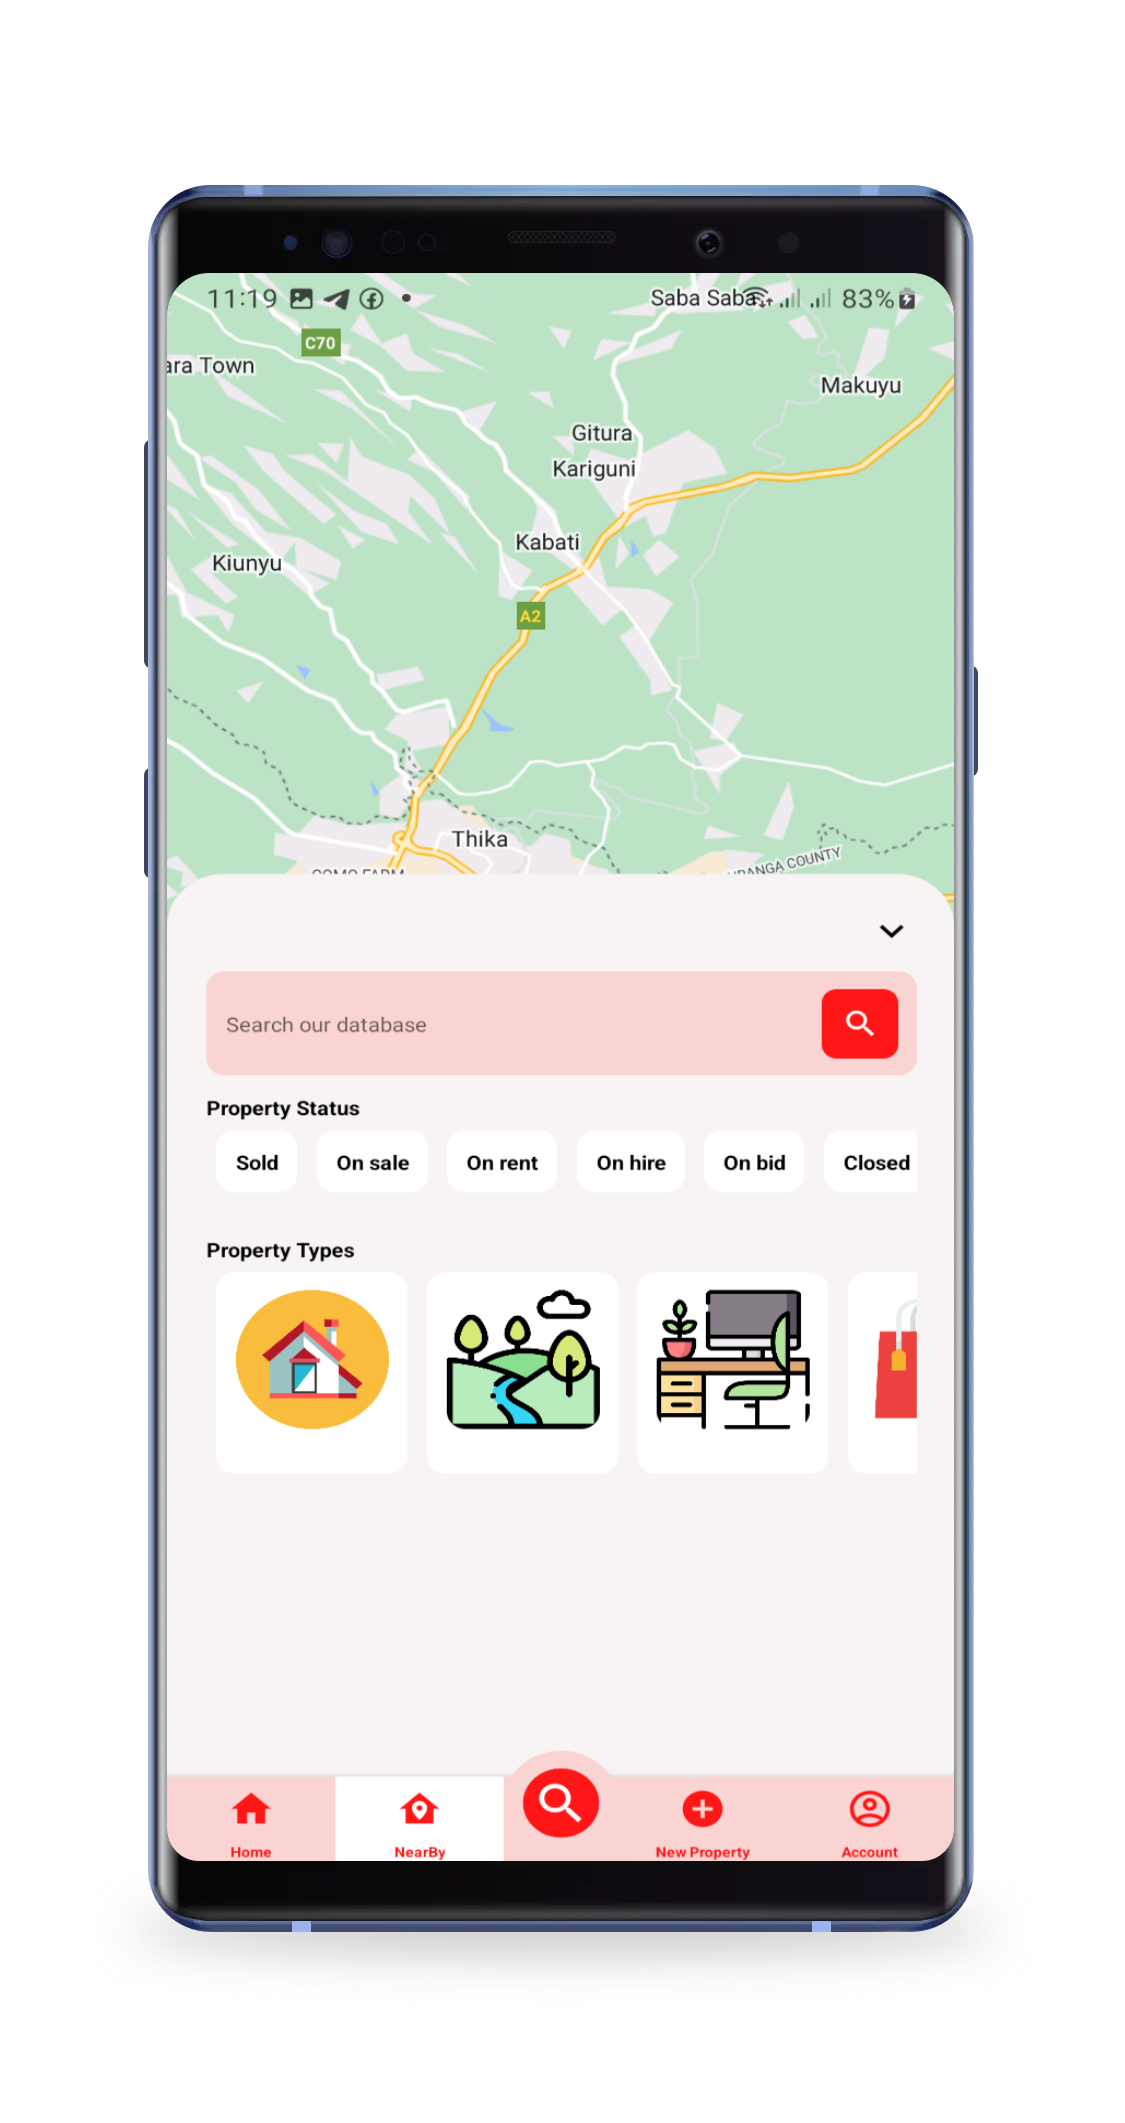 11:19 Saba Saba 83%
C70
ara Town
Makuyu
Gitura
Kariguni
Kabati
Kiunyu
A2
Thika
COMO FARM
RANGA COUNTY
Search our database
Property Status
Sold On sale On rent On hire On bid Closed
Property Types
Home NearBy New Property Account